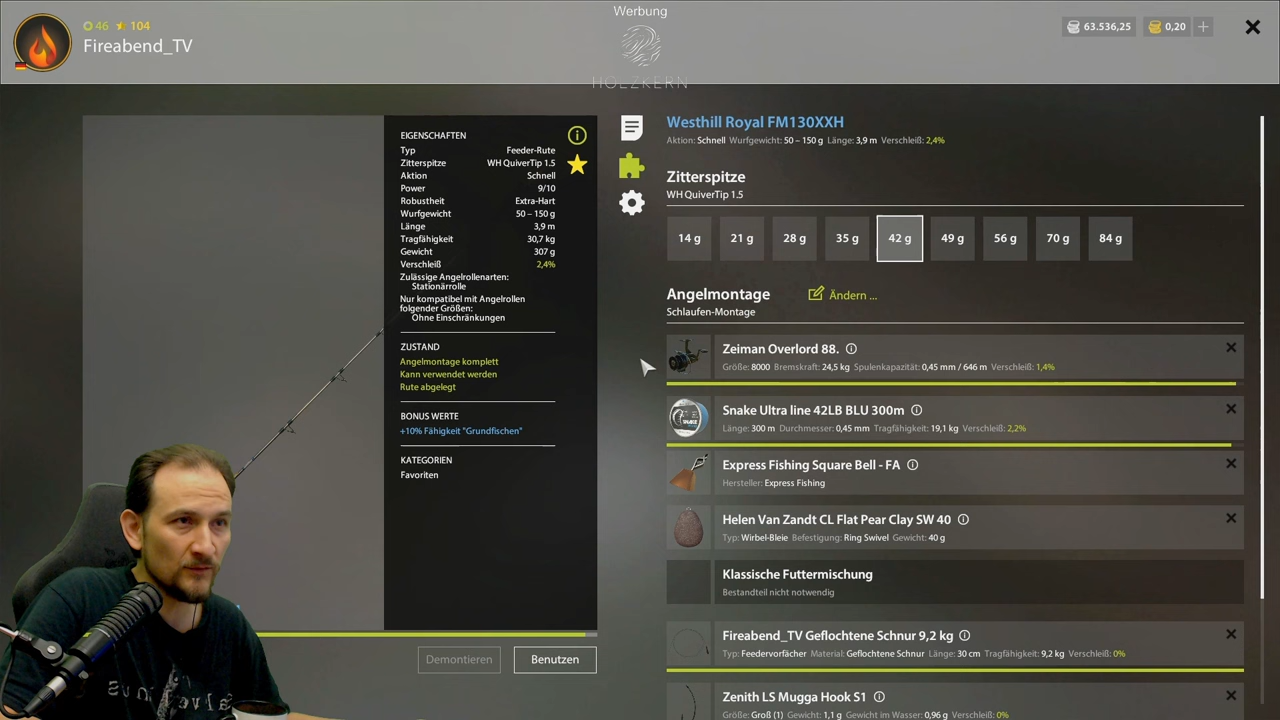 46 104
Fireabend_TV
Werbung
HOLZKERN
63.536,25
0,20
EIGENSCHAFTEN
Typ Feeder-Rute
Zitterspitze WH QuiverTip 1.5
Aktion Schnell
Power 9/10
Robustheit Extra-Hart
Wurfgewicht 50 – 150 g
Länge 3,9 m
Tragfähigkeit 30,7 kg
Gewicht 307 g
Verschleiß 2,4%
Zulässige Angelrollenarten:
Stationärrolle
Nur kompatibel mit Angelrollen
folgender Größen:
Ohne Einschränkungen
ZUSTAND
Angelmontage komplett
Kann verwendet werden
Rute abgelegt
BONUS WERTE
+10% Fähigkeit "Grundfischen"
KATEGORIEN
Favoriten
Demontieren
Benutzen
Westhill Royal FM130XXH
Aktion: Schnell Wurfgewicht: 50 – 150 g Länge: 3,9 m Verschleiß: 2,4%
Zitterspitze
WH QuiverTip 1.5
14 g 21 g 28 g 35 g 42 g 49 g 56 g 70 g 84 g
Angelmontage Ändern ...
Schlaufen-Montage
Zeiman Overlord 88.
Größe: 8000 Bremskraft: 24,5 kg Spulenkapazität: 0,45 mm / 646 m Verschleiß: 1,4%
Snake Ultra line 42LB BLU 300m
Länge: 300 m Durchmesser: 0,45 mm Tragfähigkeit: 19,1 kg Verschleiß: 2,2%
Express Fishing Square Bell - FA
Hersteller: Express Fishing
Helen Van Zandt CL Flat Pear Clay SW 40
Typ: Wirbel-Bleie Befestigung: Ring Swivel Gewicht: 40 g
Klassische Futtermischung
Bestandteil nicht notwendig
Fireabend_TV Geflochtene Schnur 9,2 kg
Typ: Feedervorfächer Material: Geflochtene Schnur Länge: 30 cm Tragfähigkeit: 9,2 kg Verschleiß: 0%
Zenith LS Mugga Hook S1
Größe: Groß (1) Gewicht: 1,1 g Gewicht im Wasser: 0,96 g Verschleiß: 0%